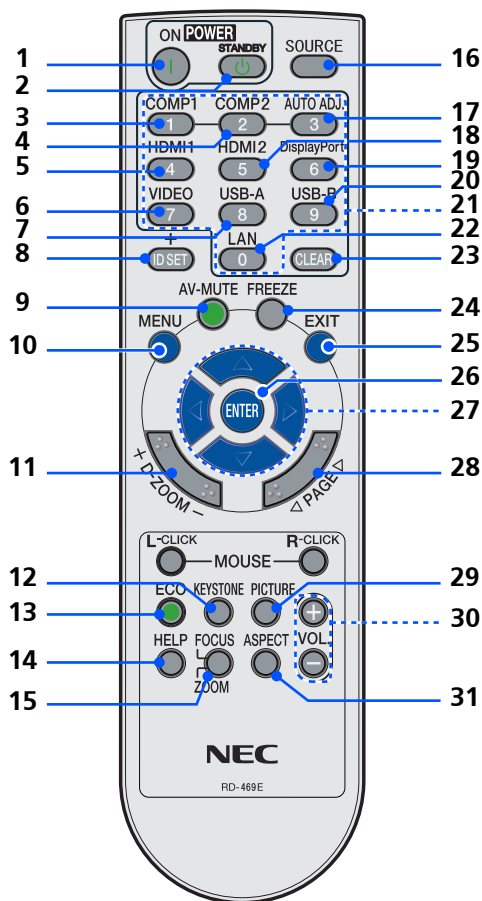 ON POWER STANDBY SOURCE
1 16
2
COMP1 COMP2 AUTO ADJ.
3 1 2 3 17
4 18
HDMI1 HDMI2 DisplayPort
5 4 5 6 19
VIDEO USB-A USB-B 20
6 7 8 9 21
7 22
+ LAN
8 ID SET 0 CLEAR 23
AV-MUTE FREEZE
9 24
MENU EXIT
10 25
26
ENTER 27
11 28
+ D-ZOOM − ◁ PAGE ▷
L-CLICK R-CLICK
MOUSE
12 29
ECO KEYSTONE PICTURE
13 + 30
HELP FOCUS ASPECT VOL.
14 −
ZOOM
15 31
NEC
RD-469E